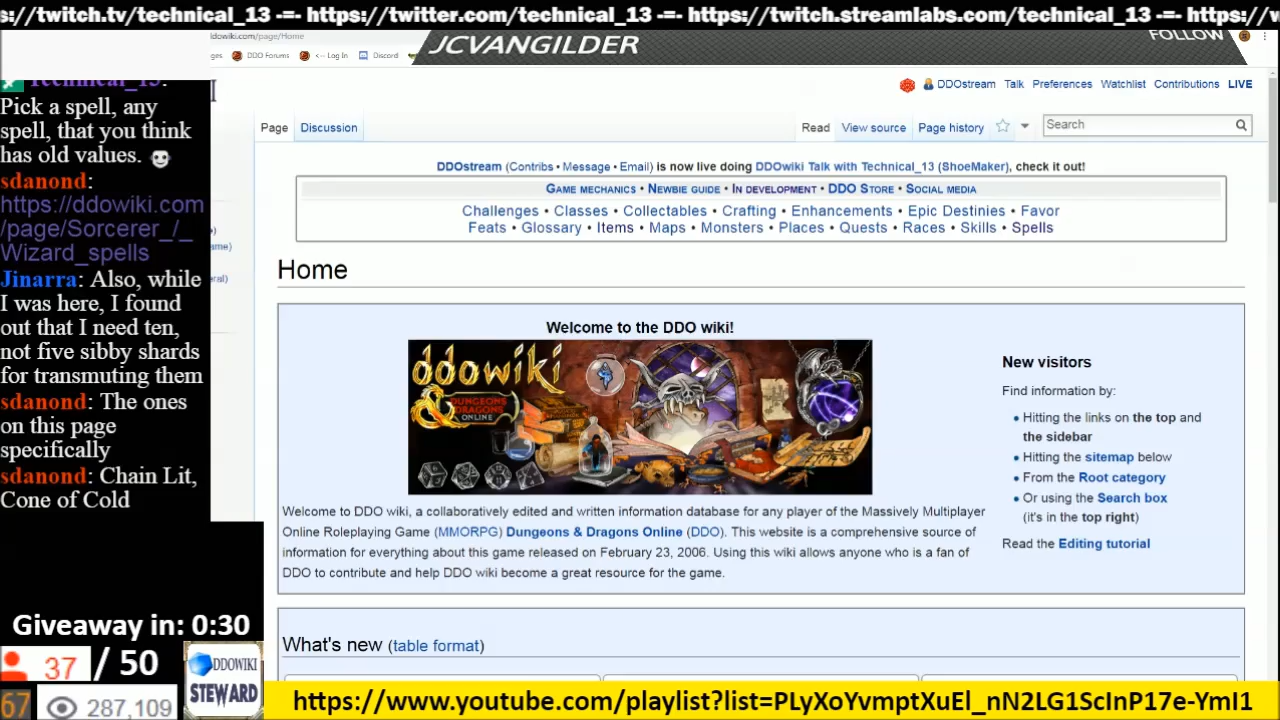 s://twitch.tv/technical_13 -=- https://twitter.com/technical_13 -=- https://twitch.streamlabs.com/technical_13 -=- https://
ddowiki.com/page/Home
JCVANGILDER
FOLLOW
ges DDO Forums <-- Log In Discord
Technical_13:
Pick a spell, any
spell, that you think
has old values.
sdanond:
https://ddowiki.com
/page/Sorcerer_/_
Wizard_spells
Jinarra: Also, while
I was here, I found
out that I need ten,
not five sibby shards
for transmuting them
sdanond: The ones
on this page
specifically
sdanond: Chain Lit,
Cone of Cold
DDOstream Talk Preferences Watchlist Contributions LIVE
Page Discussion Read View source Page history Search
DDOstream (Contribs • Message • Email) is now live doing DDOwiki Talk with Technical_13 (ShoeMaker), check it out!
Game mechanics • Newbie guide • In development • DDO Store • Social media
Challenges • Classes • Collectables • Crafting • Enhancements • Epic Destinies • Favor
Feats • Glossary • Items • Maps • Monsters • Places • Quests • Races • Skills • Spells
Home
Welcome to the DDO wiki!
ddowiki
DUNGEONS
DRAGONS
ONLINE
Welcome to DDO wiki, a collaboratively edited and written information database for any player of the Massively Multiplayer
Online Roleplaying Game (MMORPG) Dungeons & Dragons Online (DDO). This website is a comprehensive source of
information for everything about this game released on February 23, 2006. Using this wiki allows anyone who is a fan of
DDO to contribute and help DDO wiki become a great resource for the game.
New visitors
Find information by:
• Hitting the links on the top and
the sidebar
• Hitting the sitemap below
• From the Root category
• Or using the Search box
(it's in the top right)
Read the Editing tutorial
What's new (table format)
Giveaway in: 0:30
37 / 50
67 287,109
DDOWIKI
STEWARD
https://www.youtube.com/playlist?list=PLyXoYvmptXuEl_nN2LG1ScInP17e-YmI1